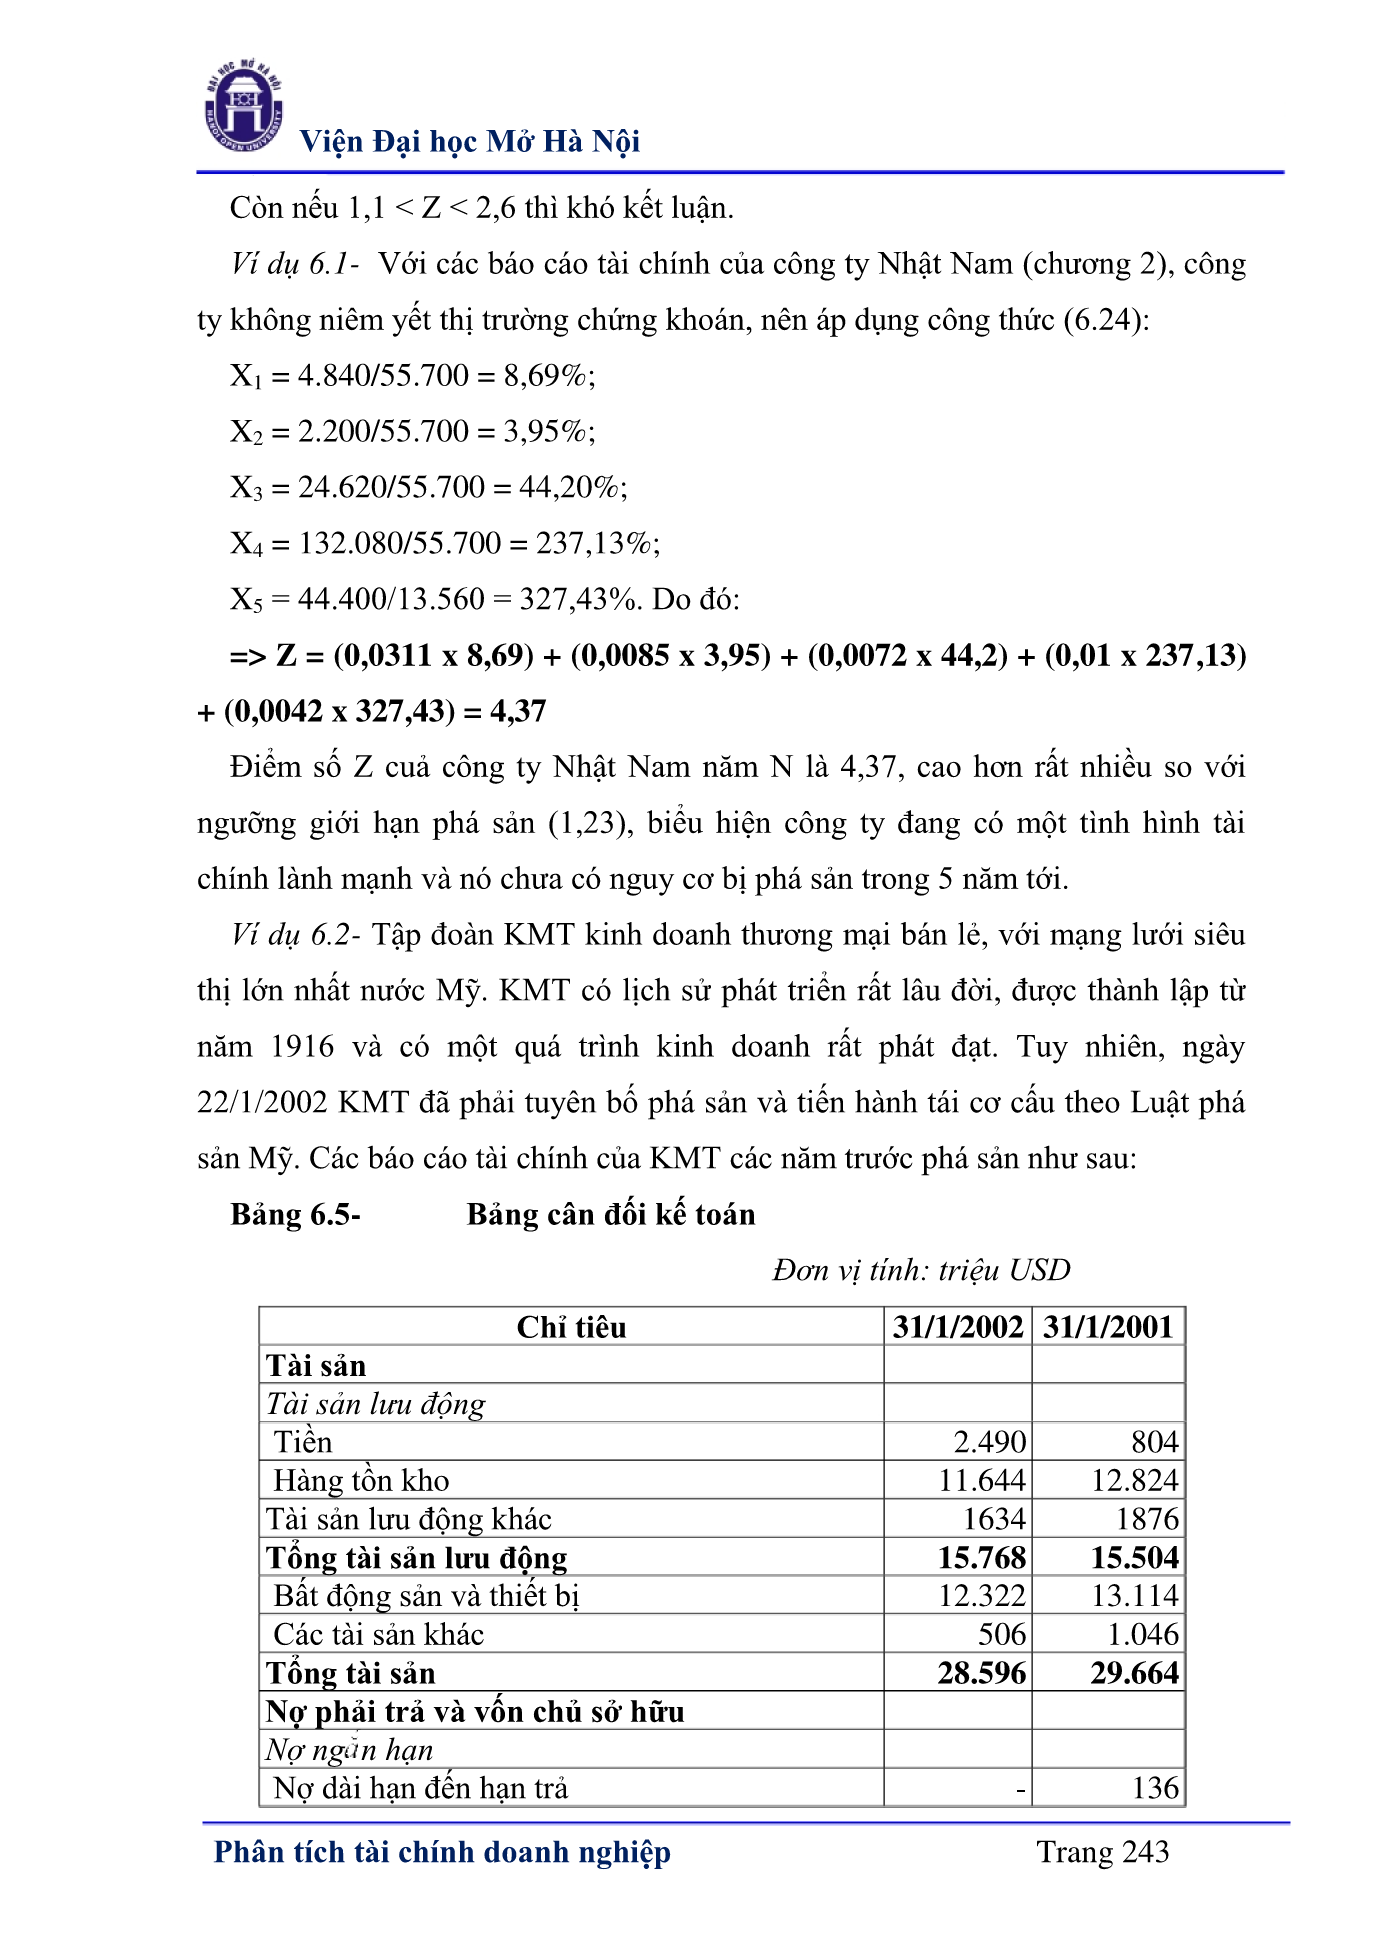 ĐẠI HỌC MỞ HÀ NỘI
HANOI OPEN UNIVERSITY
Viện Đại học Mở Hà Nội
Còn nếu 1,1 < Z < 2,6 thì khó kết luận.
Ví dụ 6.1- Với các báo cáo tài chính của công ty Nhật Nam (chương 2), công
ty không niêm yết thị trường chứng khoán, nên áp dụng công thức (6.24):
X₁ = 4.840/55.700 = 8,69%;
X₂ = 2.200/55.700 = 3,95%;
X₃ = 24.620/55.700 = 44,20%;
X₄ = 132.080/55.700 = 237,13%;
X₅ = 44.400/13.560 = 327,43%. Do đó:
=> Z = (0,0311 x 8,69) + (0,0085 x 3,95) + (0,0072 x 44,2) + (0,01 x 237,13)
+ (0,0042 x 327,43) = 4,37
Điểm số Z cuả công ty Nhật Nam năm N là 4,37, cao hơn rất nhiều so với
ngưỡng giới hạn phá sản (1,23), biểu hiện công ty đang có một tình hình tài
chính lành mạnh và nó chưa có nguy cơ bị phá sản trong 5 năm tới.
Ví dụ 6.2- Tập đoàn KMT kinh doanh thương mại bán lẻ, với mạng lưới siêu
thị lớn nhất nước Mỹ. KMT có lịch sử phát triển rất lâu đời, được thành lập từ
năm 1916 và có một quá trình kinh doanh rất phát đạt. Tuy nhiên, ngày
22/1/2002 KMT đã phải tuyên bố phá sản và tiến hành tái cơ cấu theo Luật phá
sản Mỹ. Các báo cáo tài chính của KMT các năm trước phá sản như sau:
Bảng 6.5- Bảng cân đối kế toán
Đơn vị tính: triệu USD
Chỉ tiêu 31/1/2002 31/1/2001
Tài sản
Tài sản lưu động
Tiền 2.490 804
Hàng tồn kho 11.644 12.824
Tài sản lưu động khác 1634 1876
Tổng tài sản lưu động 15.768 15.504
Bất động sản và thiết bị 12.322 13.114
Các tài sản khác 506 1.046
Tổng tài sản 28.596 29.664
Nợ phải trả và vốn chủ sở hữu
Nợ ngắn hạn
Nợ dài hạn đến hạn trả - 136
Phân tích tài chính doanh nghiệp Trang 243